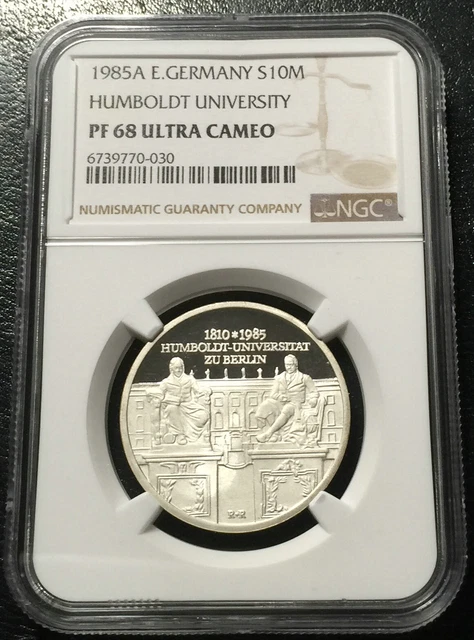 1985A E.GERMANY S10M
HUMBOLDT UNIVERSITY
PF 68 ULTRA CAMEO
6739770-030
NUMISMATIC GUARANTY COMPANY
NGC®
1810*1985
HUMBOLDT-UNIVERSITÄT
ZU BERLIN